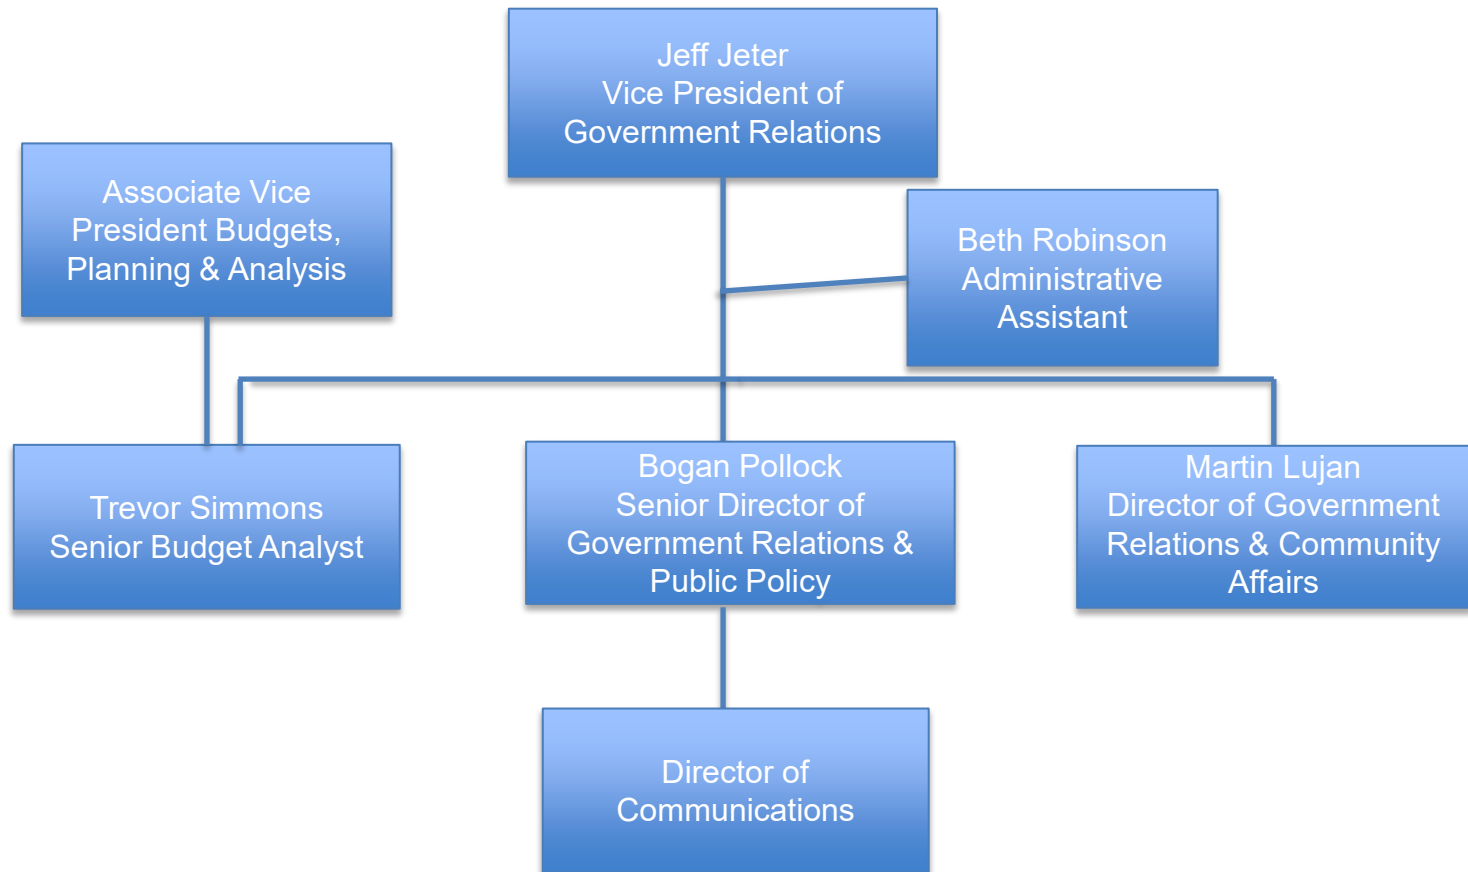 Jeff Jeter
Vice President of
Government Relations
Associate Vice
President Budgets,
Planning & Analysis
Beth Robinson
Administrative
Assistant
Trevor Simmons
Senior Budget Analyst
Bogan Pollock
Senior Director of
Government Relations &
Public Policy
Martin Lujan
Director of Government
Relations & Community
Affairs
Director of
Communications